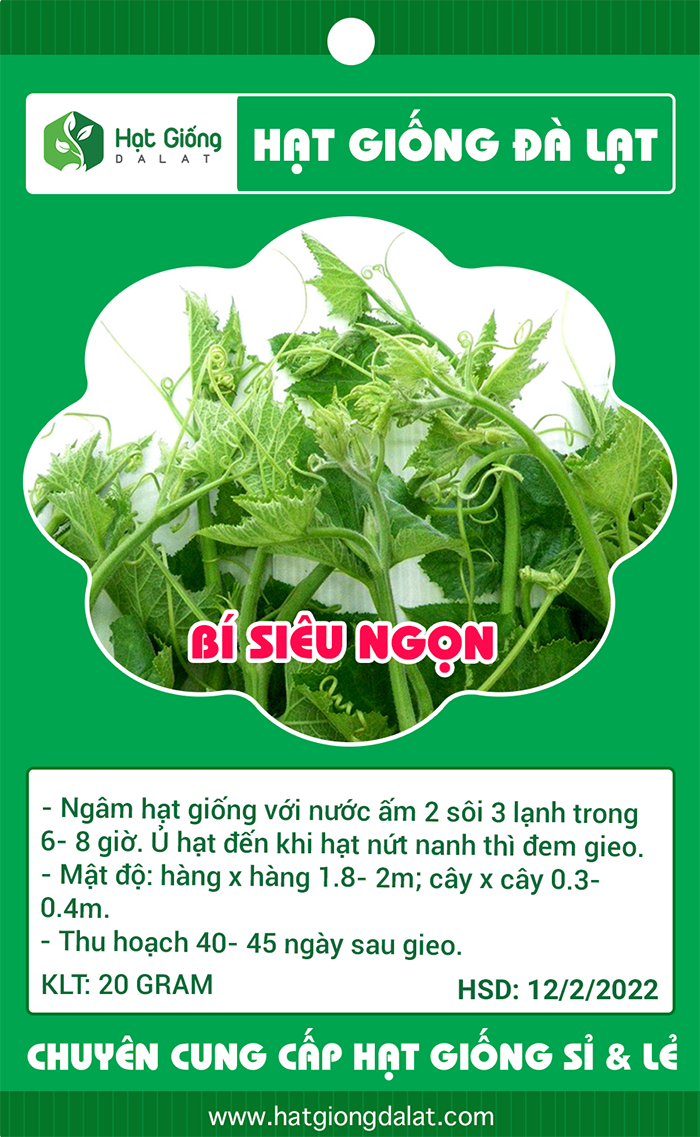 Hạt Giống
DALAT
HẠT GIỐNG ĐÀ LẠT
BÍ SIÊU NGỌN
- Ngâm hạt giống với nước ấm 2 sôi 3 lạnh trong
6- 8 giờ. Ủ hạt đến khi hạt nứt nanh thì đem gieo.
- Mật độ: hàng x hàng 1.8- 2m; cây x cây 0.3-
0.4m.
- Thu hoạch 40- 45 ngày sau gieo.
KLT: 20 GRAM
HSD: 12/2/2022
CHUYÊN CUNG CẤP HẠT GIỐNG SỈ & LẺ
www.hatgiongdalat.com